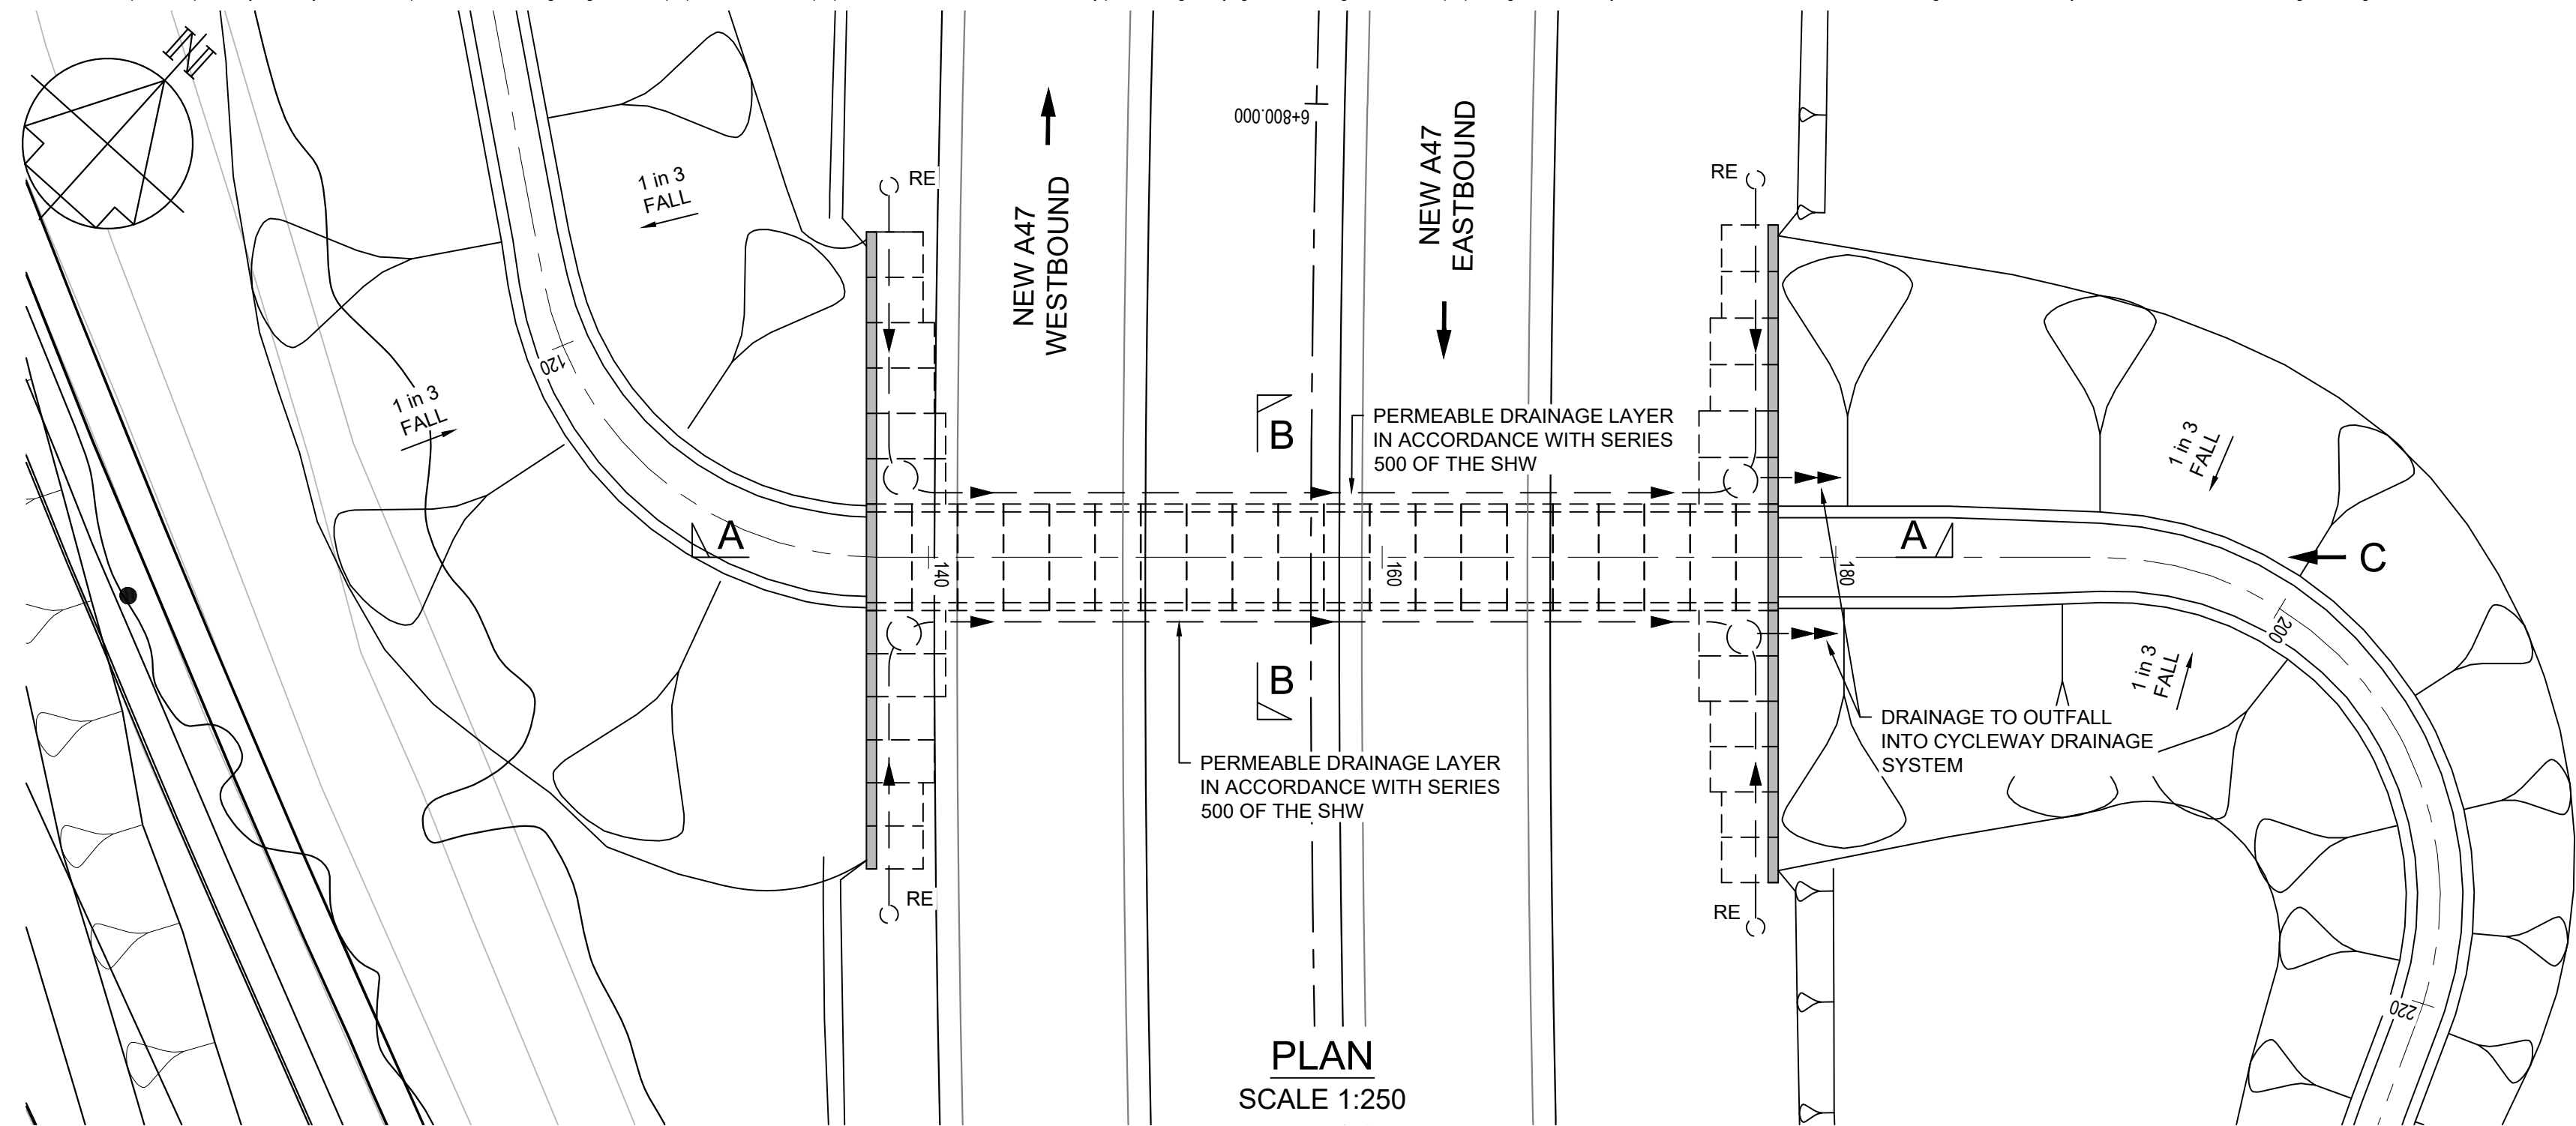 N
6+800.000
NEW A47
WESTBOUND
NEW A47
EASTBOUND
RE
RE
1 in 3
FALL
1 in 3
FALL
120
B
PERMEABLE DRAINAGE LAYER
IN ACCORDANCE WITH SERIES
500 OF THE SHW
1 in 3
FALL
A
A
C
140
160
180
200
B
1 in 3
FALL
DRAINAGE TO OUTFALL
INTO CYCLEWAY DRAINAGE
SYSTEM
PERMEABLE DRAINAGE LAYER
IN ACCORDANCE WITH SERIES
500 OF THE SHW
RE
RE
220
PLAN
SCALE 1:250